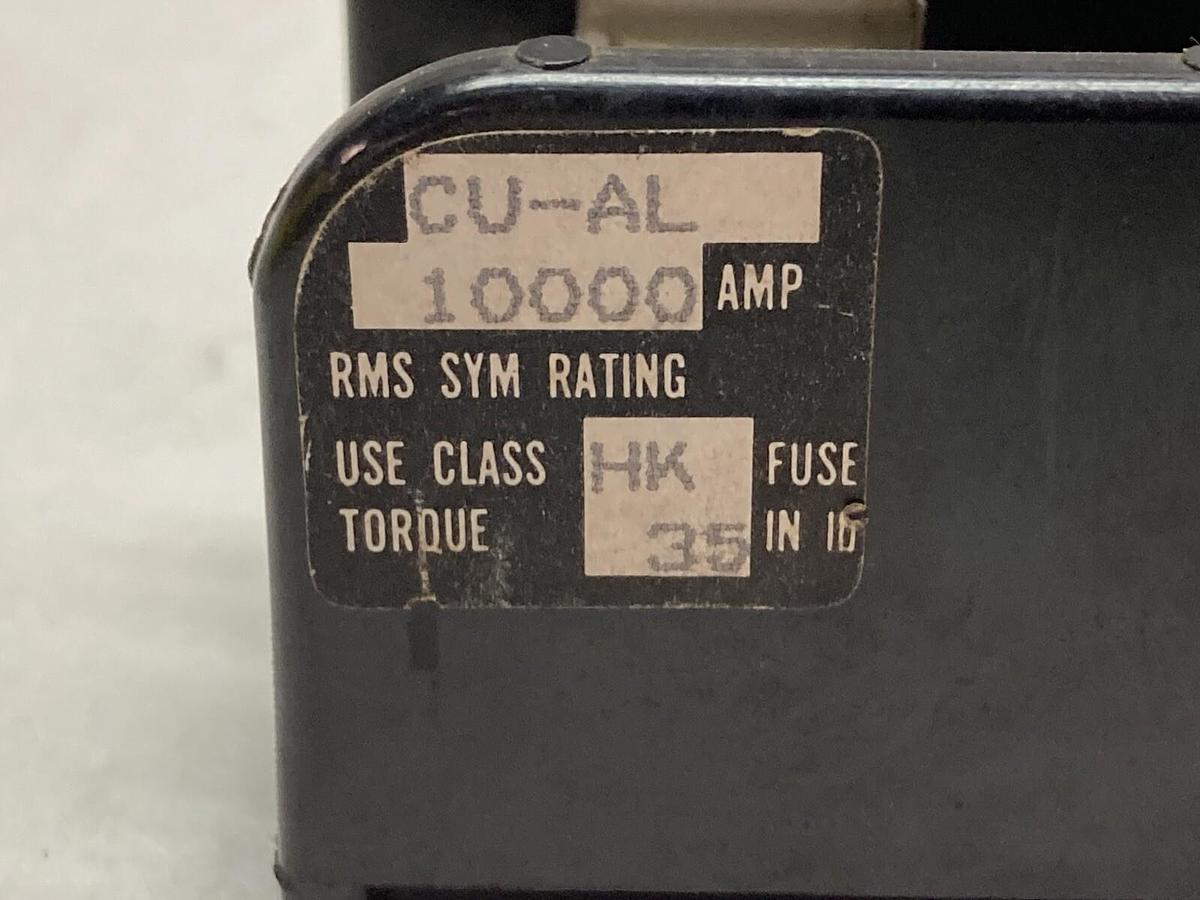 CU-AL
10000 AMP
RMS SYM RATING
USE CLASS HK FUSE
TORQUE 35 IN lb